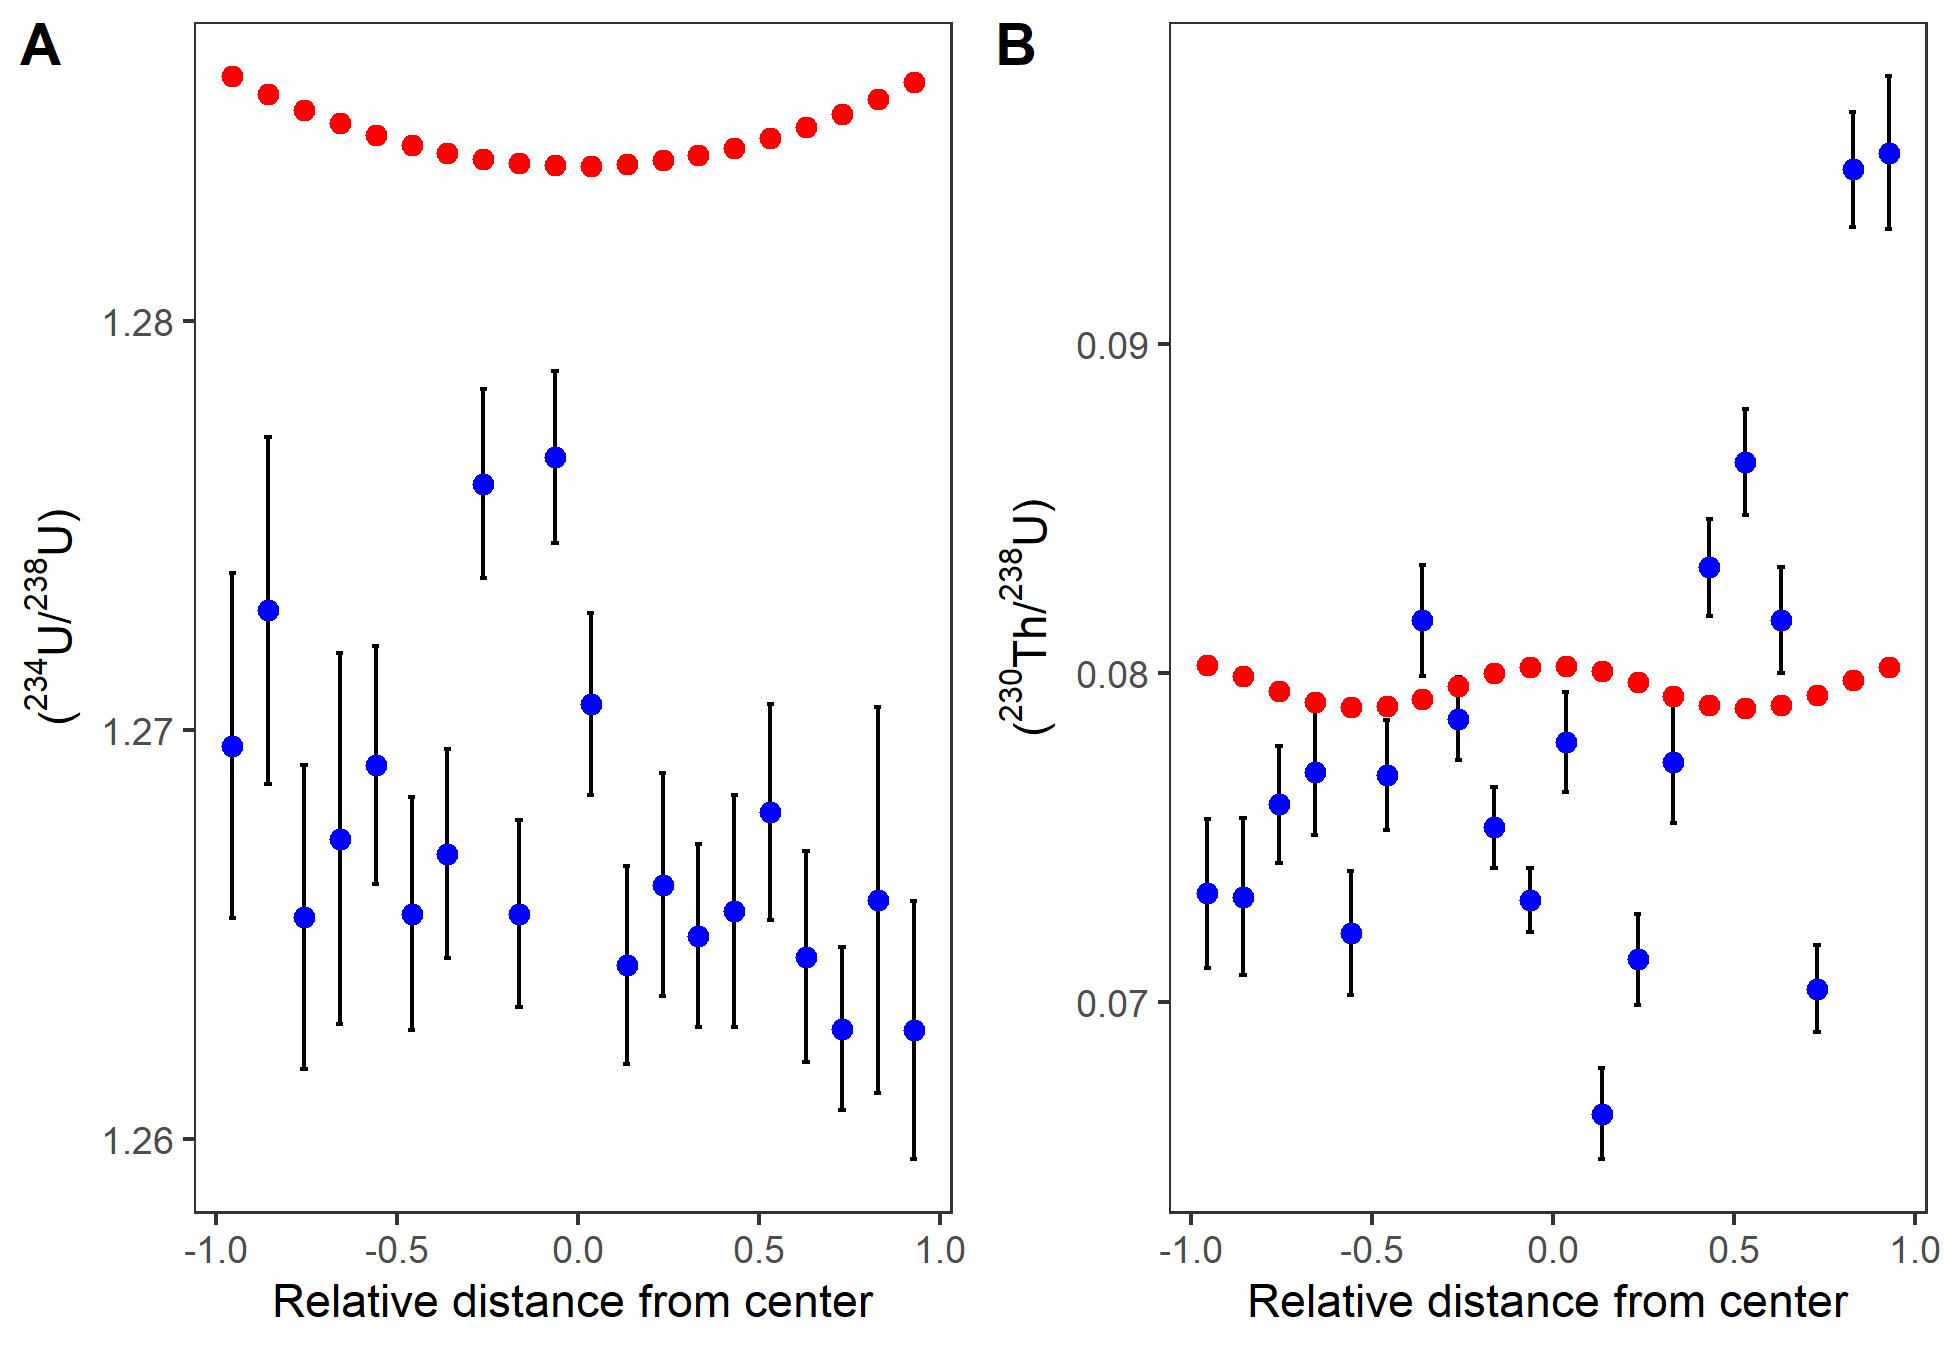 A
(²³⁴U/²³⁸U)
1.28
1.27
1.26
-1.0 -0.5 0.0 0.5 1.0
Relative distance from center
B
(²³⁰Th/²³⁸U)
0.09
0.08
0.07
-1.0 -0.5 0.0 0.5 1.0
Relative distance from center